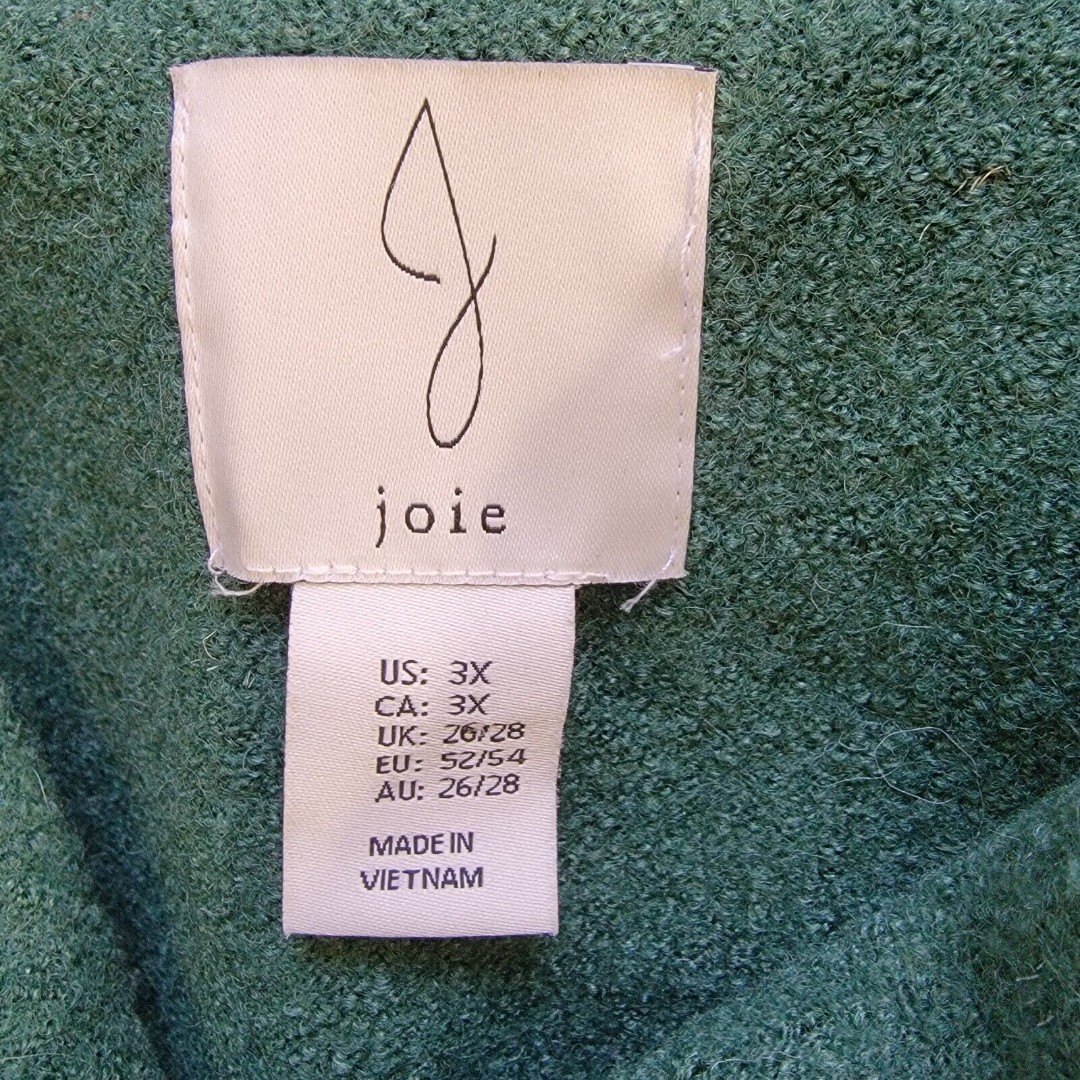 joie
US: 3X
CA: 3X
UK: 26/28
EU: 52/54
AU: 26/28
MADE IN
VIETNAM